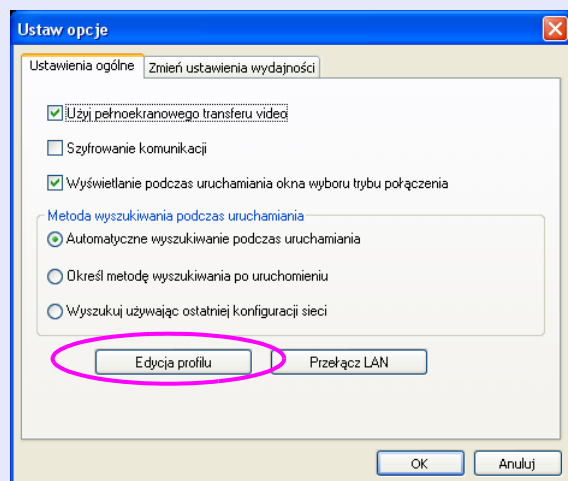 Ustaw opcje
Ustawienia ogólne Zmień ustawienia wydajności
Użyj pełnoekranowego transferu video
Szyfrowanie komunikacji
Wyświetlanie podczas uruchamiania okna wyboru trybu połączenia
Metoda wyszukiwania podczas uruchamiania
Automatyczne wyszukiwanie podczas uruchamiania
Określ metodę wyszukiwania po uruchomieniu
Wyszukuj używając ostatniej konfiguracji sieci
Edycja profilu Przełącz LAN
OK Anuluj